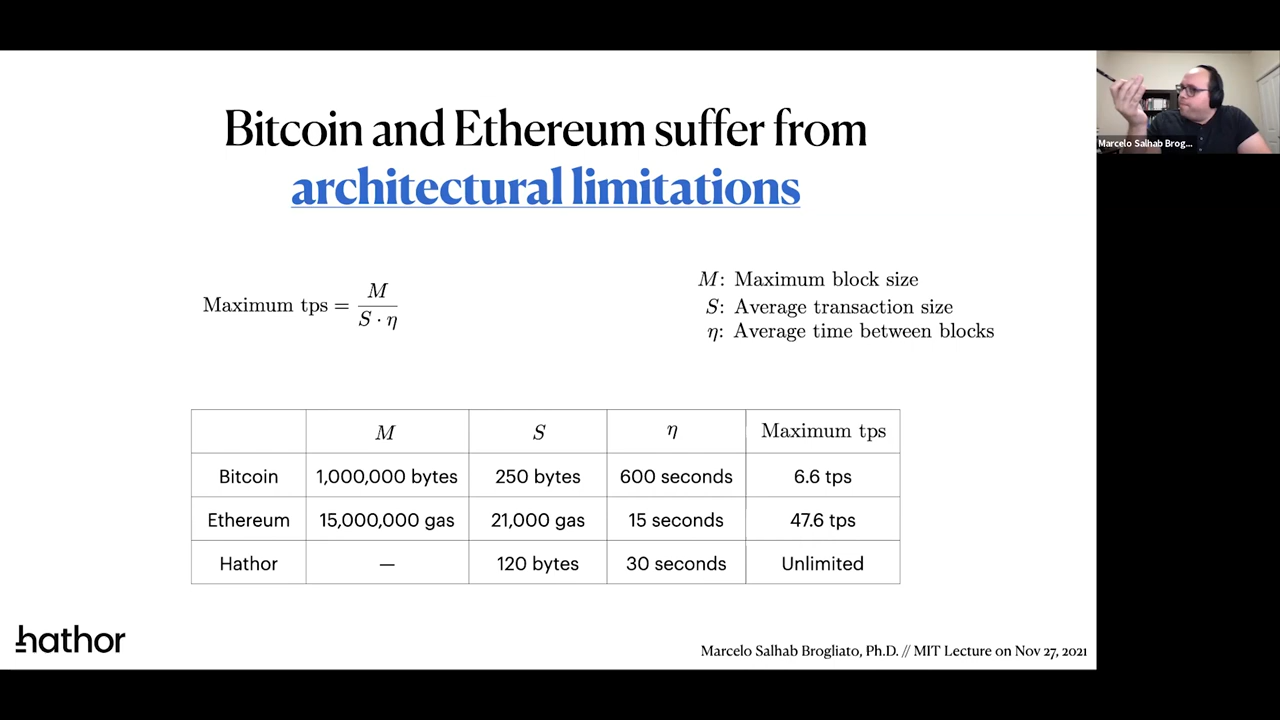 Bitcoin and Ethereum suffer from
architectural limitations
Maximum tps = M / S · η
M: Maximum block size
S: Average transaction size
η: Average time between blocks
M S η Maximum tps
Bitcoin 1,000,000 bytes 250 bytes 600 seconds 6.6 tps
Ethereum 15,000,000 gas 21,000 gas 15 seconds 47.6 tps
Hathor — 120 bytes 30 seconds Unlimited
hathor
Marcelo Salhab Brogliato, Ph.D. // MIT Lecture on Nov 27, 2021
Marcelo Salhab Brog...